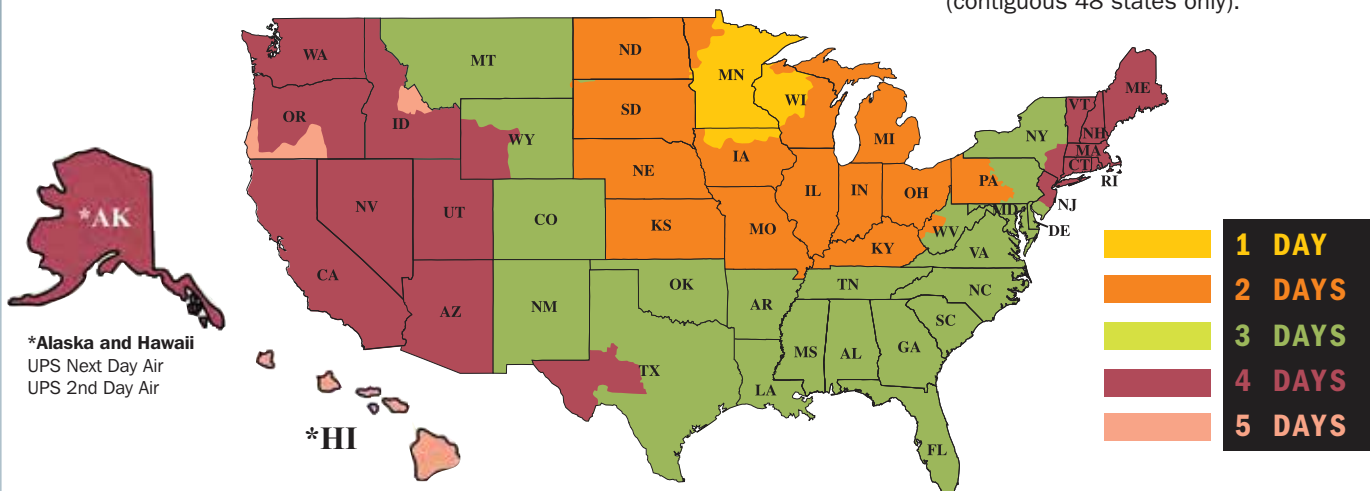 (contiguous 48 states only).
WA
MT
ND
MN
ME
OR
ID
WY
SD
WI
MI
NY
VT
NH
MA
CT
RI
IA
NE
PA
NJ
NV
UT
CO
KS
MO
IL
IN
OH
WV
MD
DE
VA
KY
*AK
CA
AZ
NM
OK
AR
TN
NC
SC
MS
AL
GA
TX
LA
FL
*HI
*Alaska and Hawaii
UPS Next Day Air
UPS 2nd Day Air
1 DAY
2 DAYS
3 DAYS
4 DAYS
5 DAYS